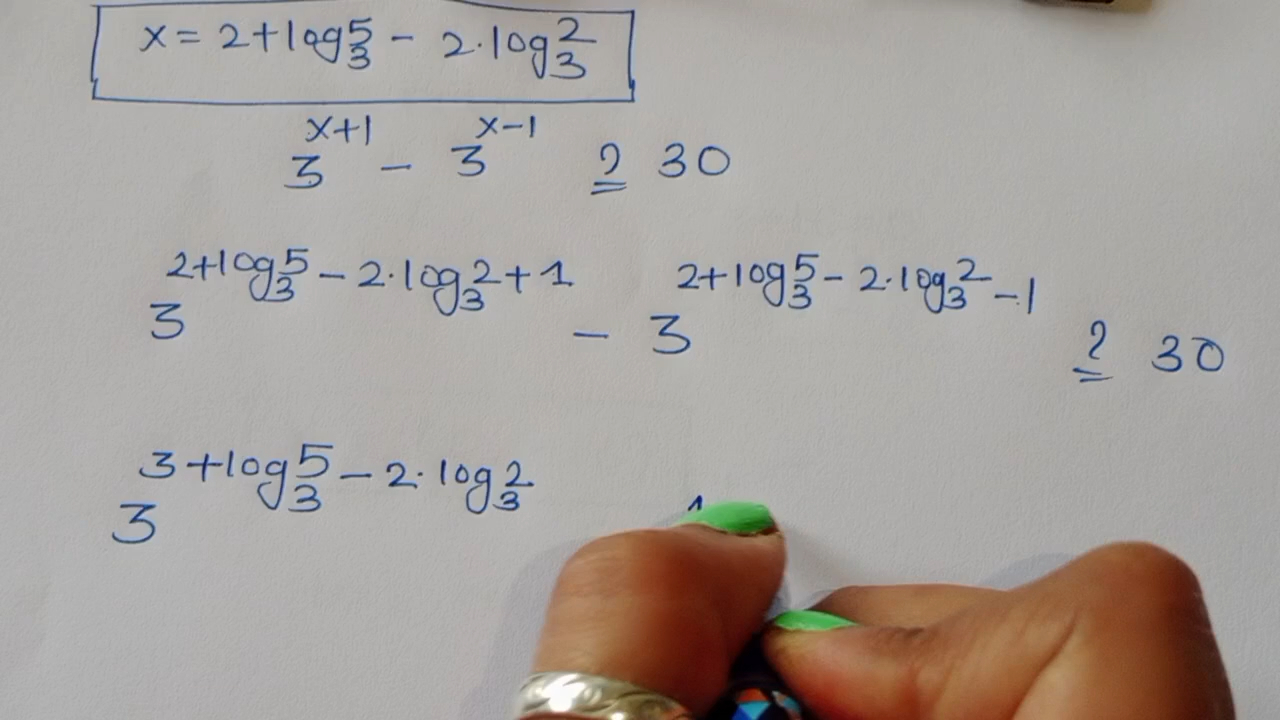 x = 2 + log₃5 − 2·log₃2
3^(x+1) − 3^(x−1) ≟ 30
3^(2+log₃5 − 2·log₃2 + 1) − 3^(2+log₃5 − 2·log₃2 − 1) ≟ 30
3^(3+log₃5 − 2·log₃2)